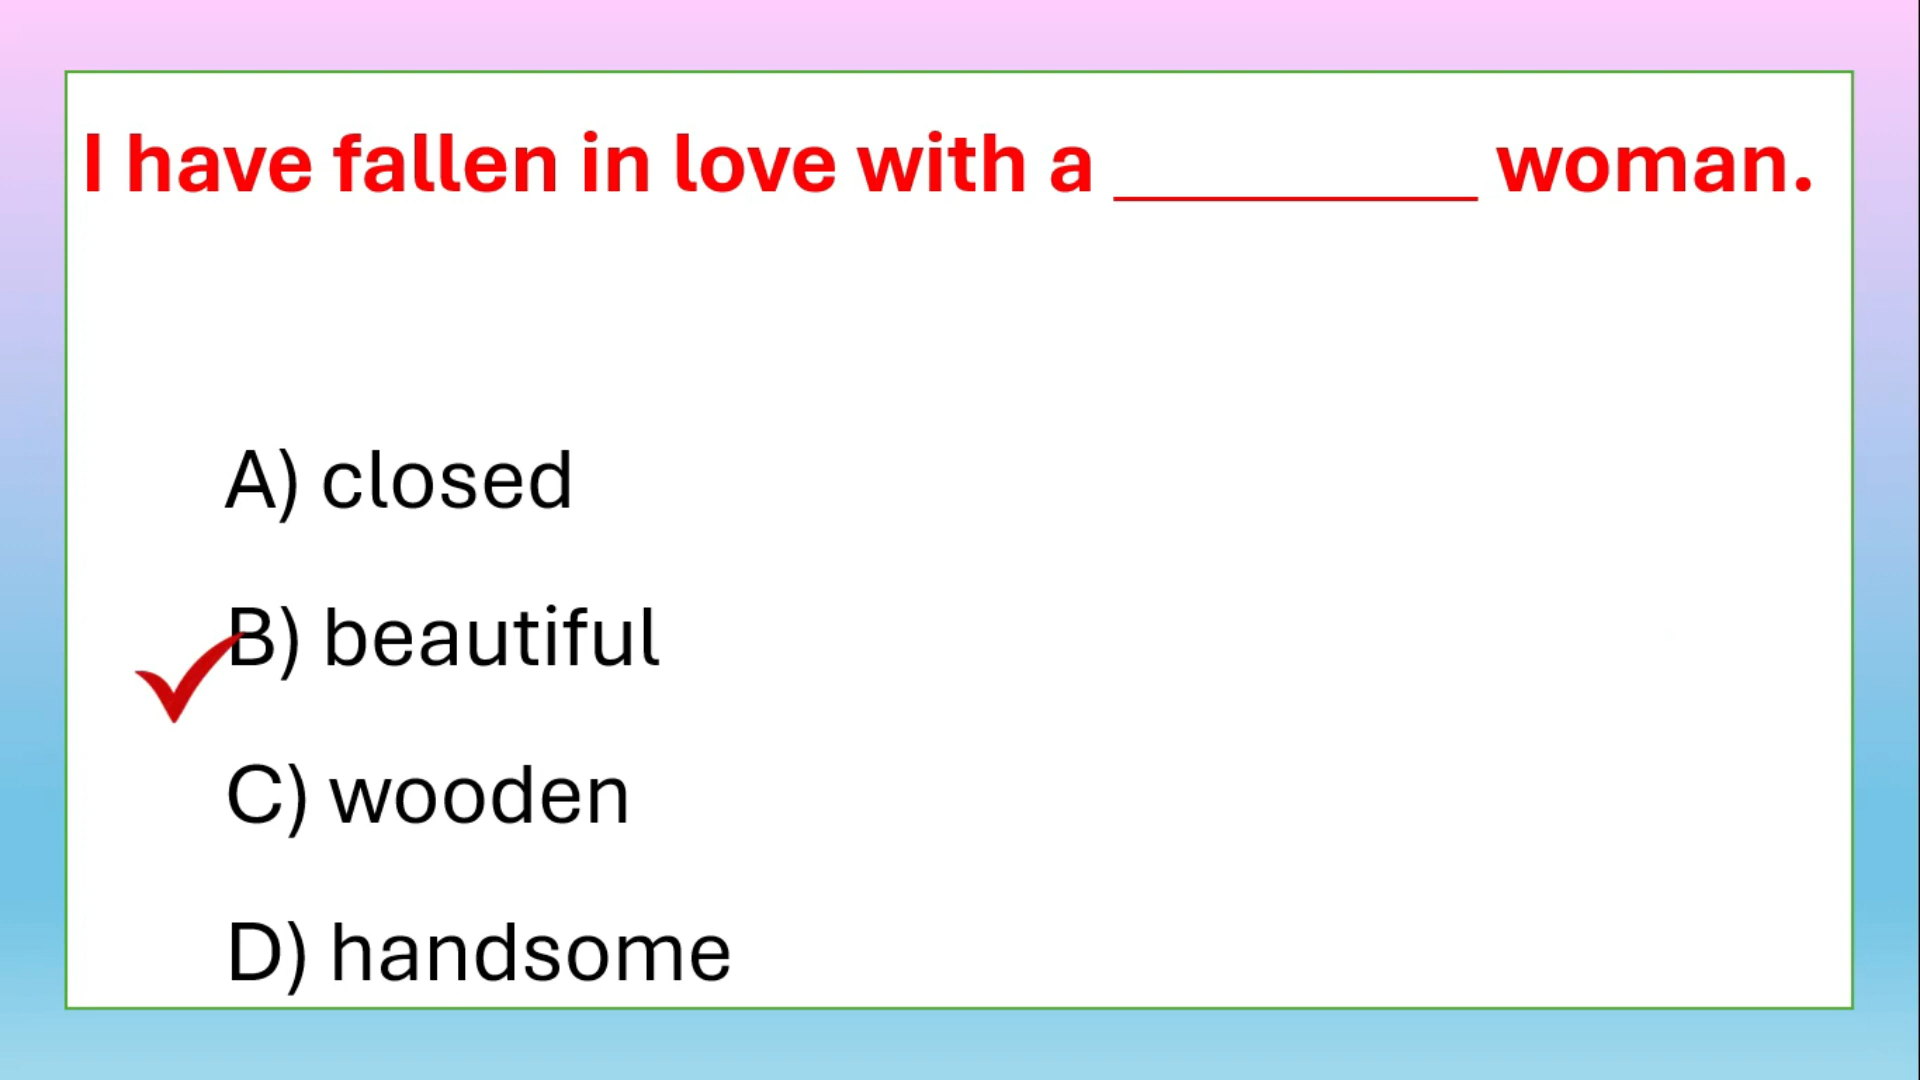 I have fallen in love with a __________ woman.
A) closed
B) beautiful
C) wooden
D) handsome